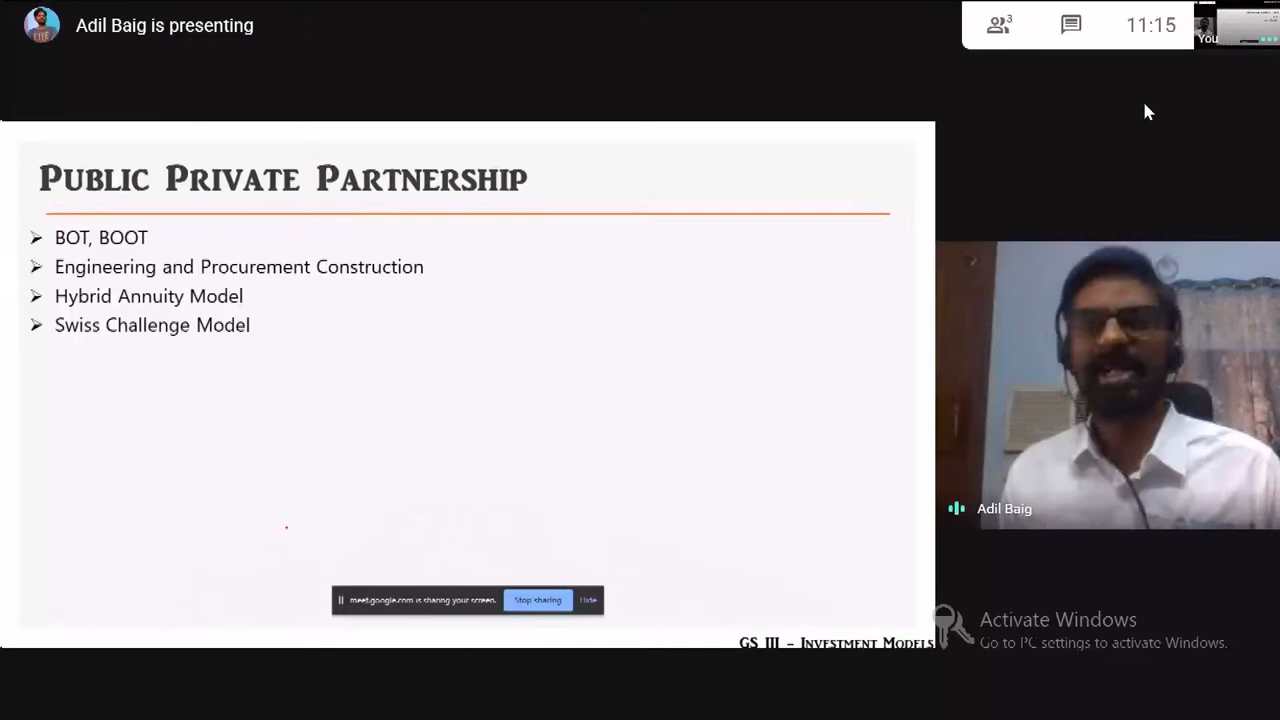 Adil Baig is presenting
3
11:15
You
LITE
PUBLIC PRIVATE PARTNERSHIP
BOT, BOOT
Engineering and Procurement Construction
Hybrid Annuity Model
Swiss Challenge Model
Adil Baig
meet.google.com is sharing your screen.
Stop sharing
Hide
Activate Windows
Go to PC settings to activate Windows.
GS III – INVESTMENT MODELS